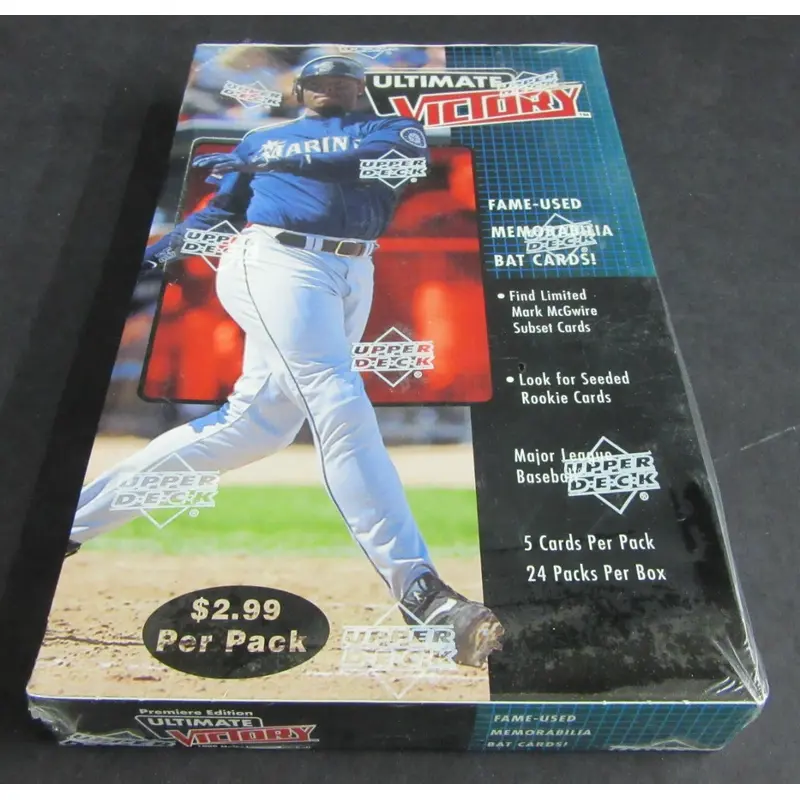 ULTIMATE
VICTORY™
UPPER
DECK
MARIN
UPPER
DECK®
UPPER
DECK
UPPER
DECK®
FAME-USED
MEMORABILIA
BAT CARDS!
• Find Limited
Mark McGwire
Subset Cards
• Look for Seeded
Rookie Cards
Major League
Baseball
UPPER
DECK®
UPPER
DECK®
5 Cards Per Pack
24 Packs Per Box
$2.99
Per Pack
UPPER
DECK
Premiere Edition
ULTIMATE
VICTORY
FAME-USED
MEMORABILIA
BAT CARDS!